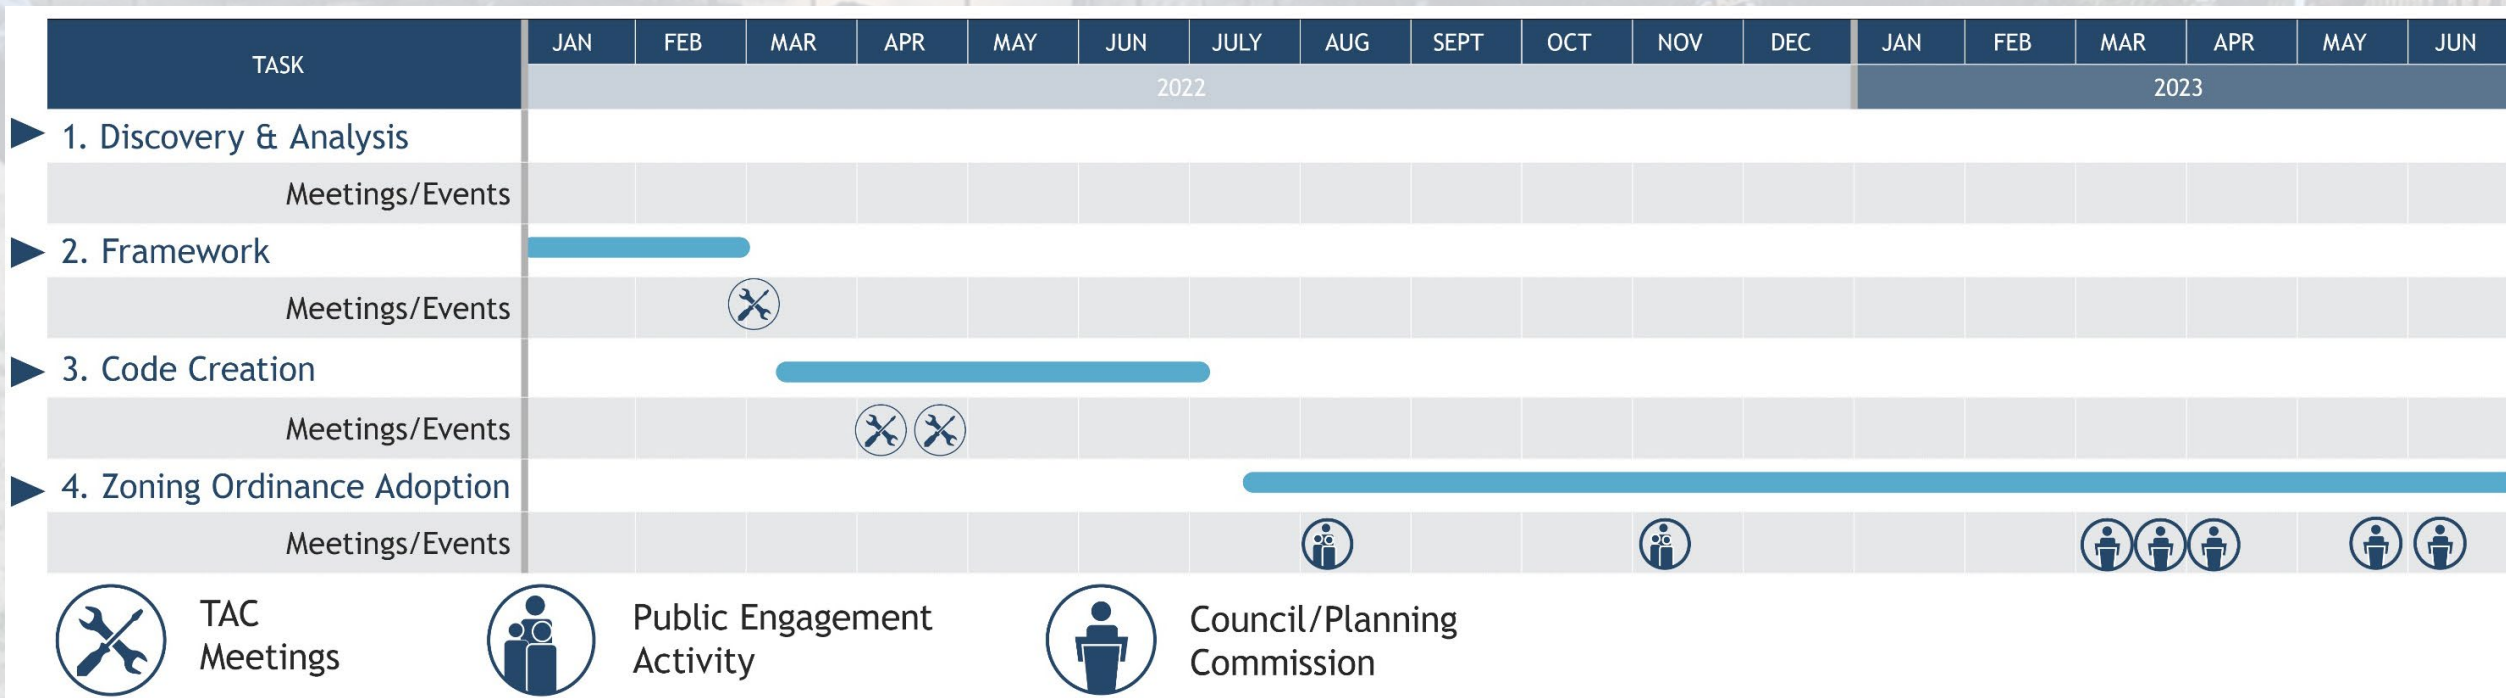 TASK JAN FEB MAR APR MAY JUN JULY AUG SEPT OCT NOV DEC JAN FEB MAR APR MAY JUN
2022 2023
1. Discovery & Analysis
Meetings/Events
2. Framework
Meetings/Events
3. Code Creation
Meetings/Events
4. Zoning Ordinance Adoption
Meetings/Events
TAC
Meetings
Public Engagement
Activity
Council/Planning
Commission